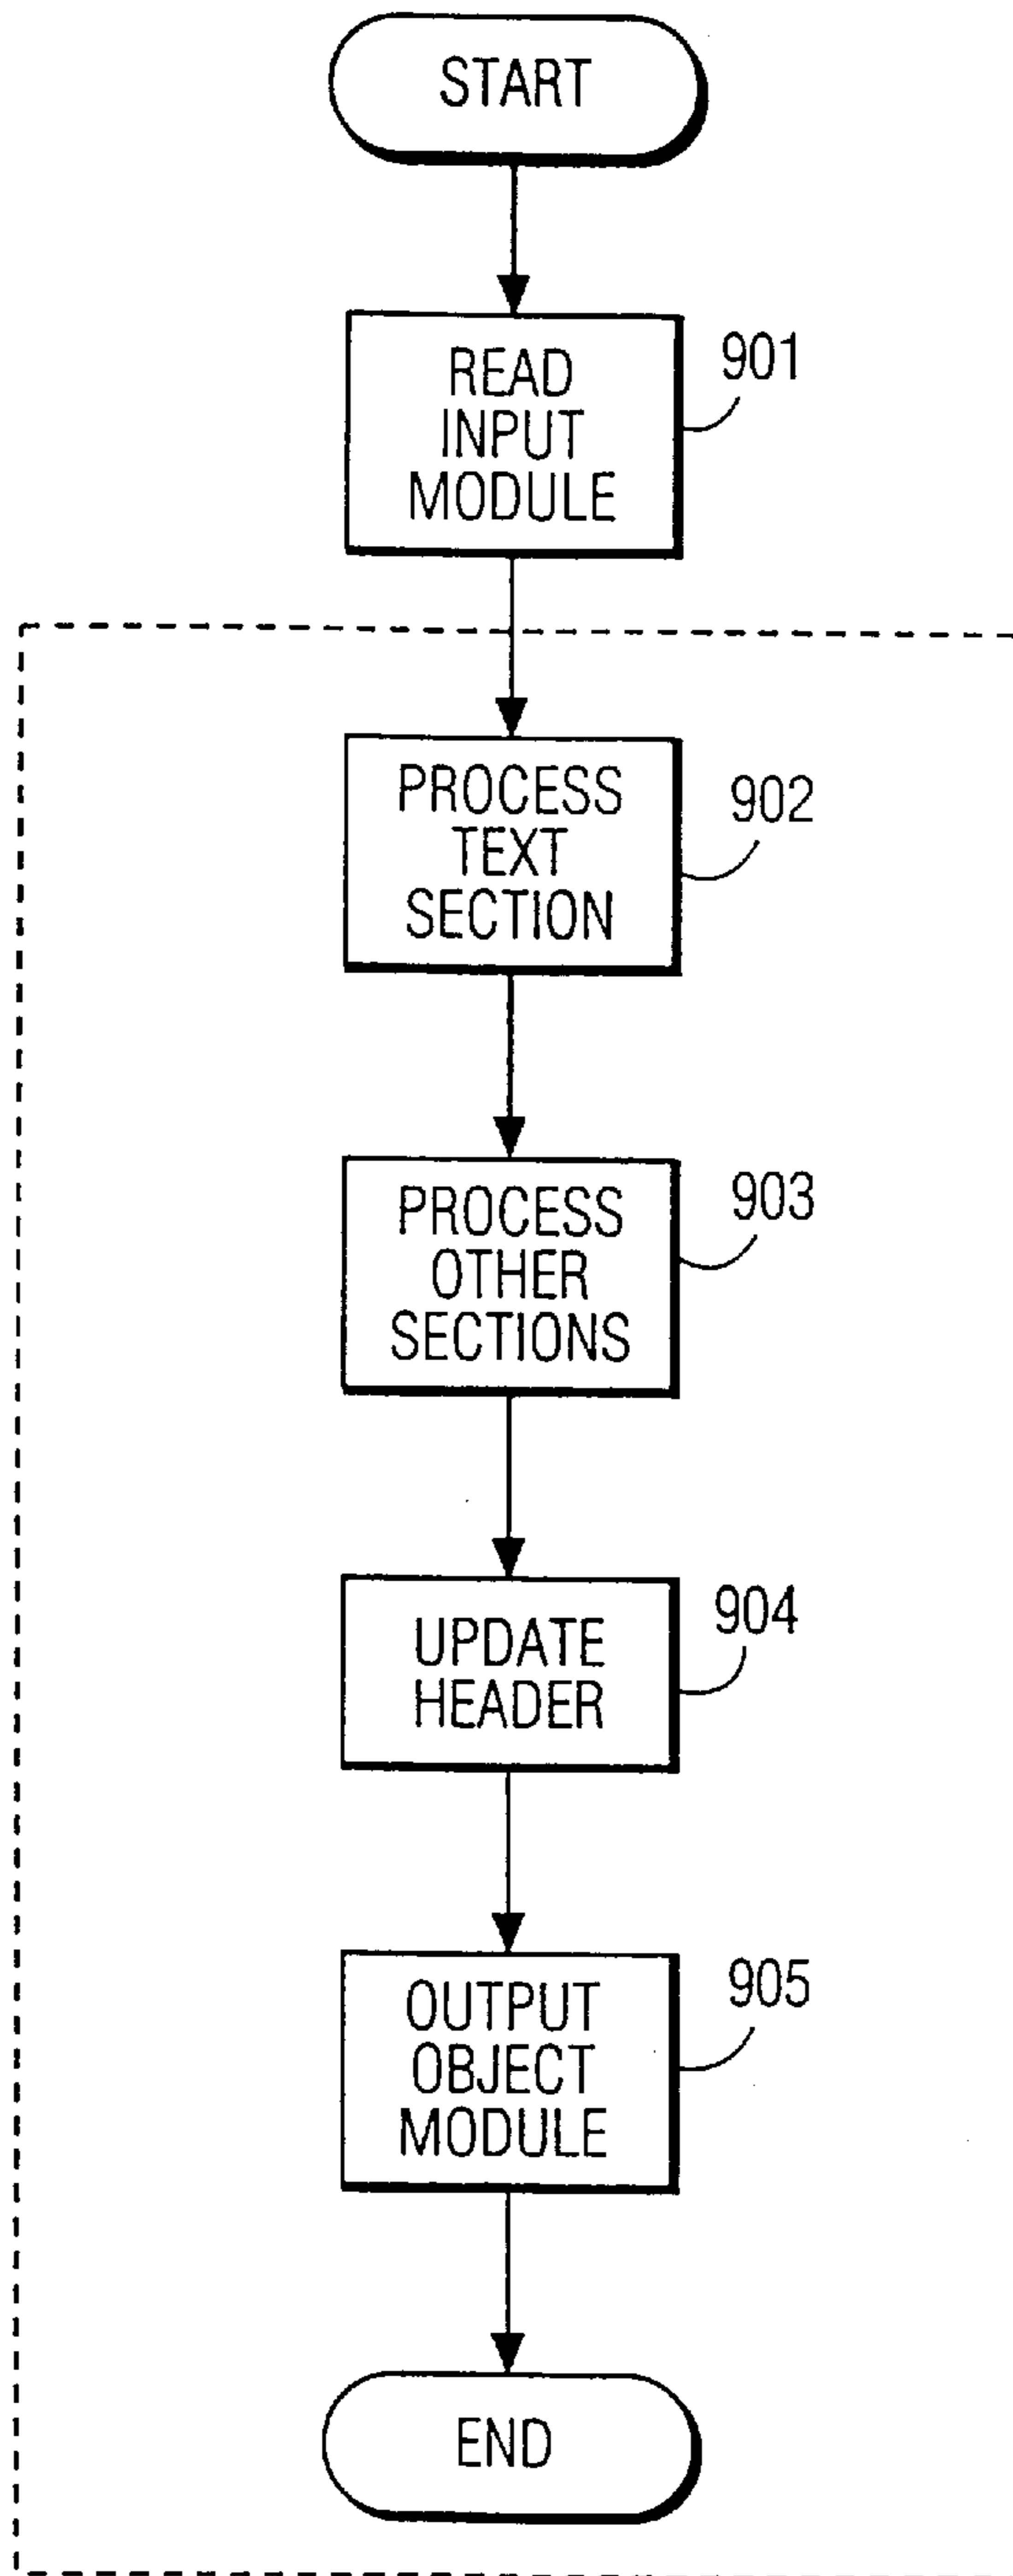 START
READ
INPUT
MODULE
901
PROCESS
TEXT
SECTION
902
PROCESS
OTHER
SECTIONS
903
UPDATE
HEADER
904
OUTPUT
OBJECT
MODULE
905
END